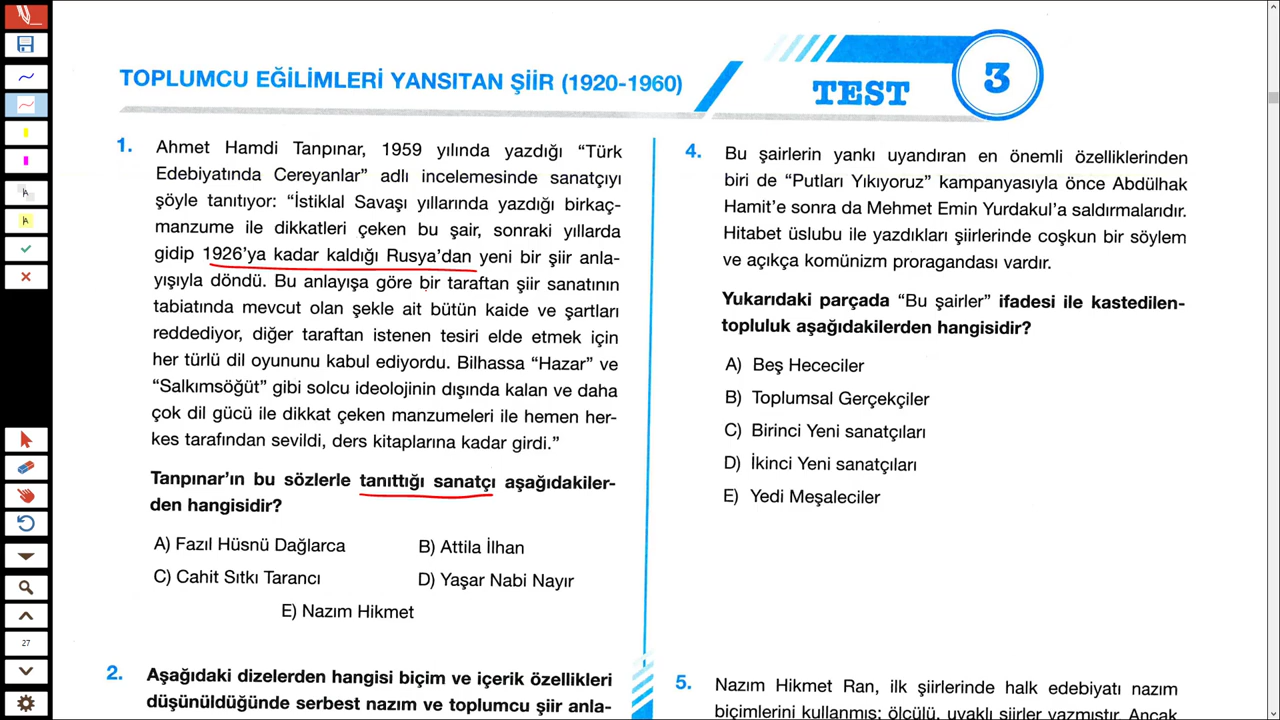 TOPLUMCU EĞİLİMLERİ YANSITAN ŞİİR (1920-1960)
TEST
3
1. Ahmet Hamdi Tanpınar, 1959 yılında yazdığı “Türk
Edebiyatında Cereyanlar” adlı incelemesinde sanatçıyı
şöyle tanıtıyor: “İstiklal Savaşı yıllarında yazdığı birkaç-
manzume ile dikkatleri çeken bu şair, sonraki yıllarda
gidip 1926’ya kadar kaldığı Rusya’dan yeni bir şiir anla-
yışıyla döndü. Bu anlayışa göre bir taraftan şiir sanatının
tabiatında mevcut olan şekle ait bütün kaide ve şartları
reddediyor, diğer taraftan istenen tesiri elde etmek için
her türlü dil oyununu kabul ediyordu. Bilhassa “Hazar” ve
“Salkımsöğüt” gibi solcu ideolojinin dışında kalan ve daha
çok dil gücü ile dikkat çeken manzumeleri ile hemen her-
kes tarafından sevildi, ders kitaplarına kadar girdi.”
Tanpınar’ın bu sözlerle tanıttığı sanatçı aşağıdakiler-
den hangisidir?
A) Fazıl Hüsnü Dağlarca B) Attila İlhan
C) Cahit Sıtkı Tarancı D) Yaşar Nabi Nayır
E) Nazım Hikmet
2. Aşağıdaki dizelerden hangisi biçim ve içerik özellikleri
düşünüldüğünde serbest nazım ve toplumcu şiir anla-
4. Bu şairlerin yankı uyandıran en önemli özelliklerinden
biri de “Putları Yıkıyoruz” kampanyasıyla önce Abdülhak
Hamit’e sonra da Mehmet Emin Yurdakul’a saldırmalarıdır.
Hitabet üslubu ile yazdıkları şiirlerinde coşkun bir söylem
ve açıkça komünizm proragandası vardır.
Yukarıdaki parçada “Bu şairler” ifadesi ile kastedilen-
topluluk aşağıdakilerden hangisidir?
A) Beş Hececiler
B) Toplumsal Gerçekçiler
C) Birinci Yeni sanatçıları
D) İkinci Yeni sanatçıları
E) Yedi Meşaleciler
5. Nazım Hikmet Ran, ilk şiirlerinde halk edebiyatı nazım
biçimlerini kullanmış; ölçülü, uyaklı şiirler yazmıştır. Ancak
27